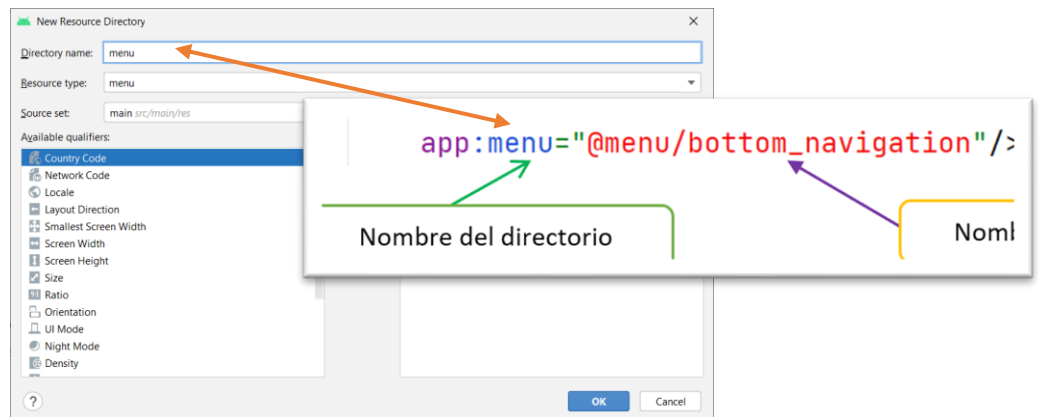 New Resource Directory
Directory name: menu
Resource type: menu
Source set: main src/main/res
Available qualifiers:
Country Code
Network Code
Locale
Layout Direction
Smallest Screen Width
Screen Width
Screen Height
Size
Ratio
Orientation
UI Mode
Night Mode
Density
app:menu="@menu/bottom_navigation"/>
Nombre del directorio
? OK Cancel